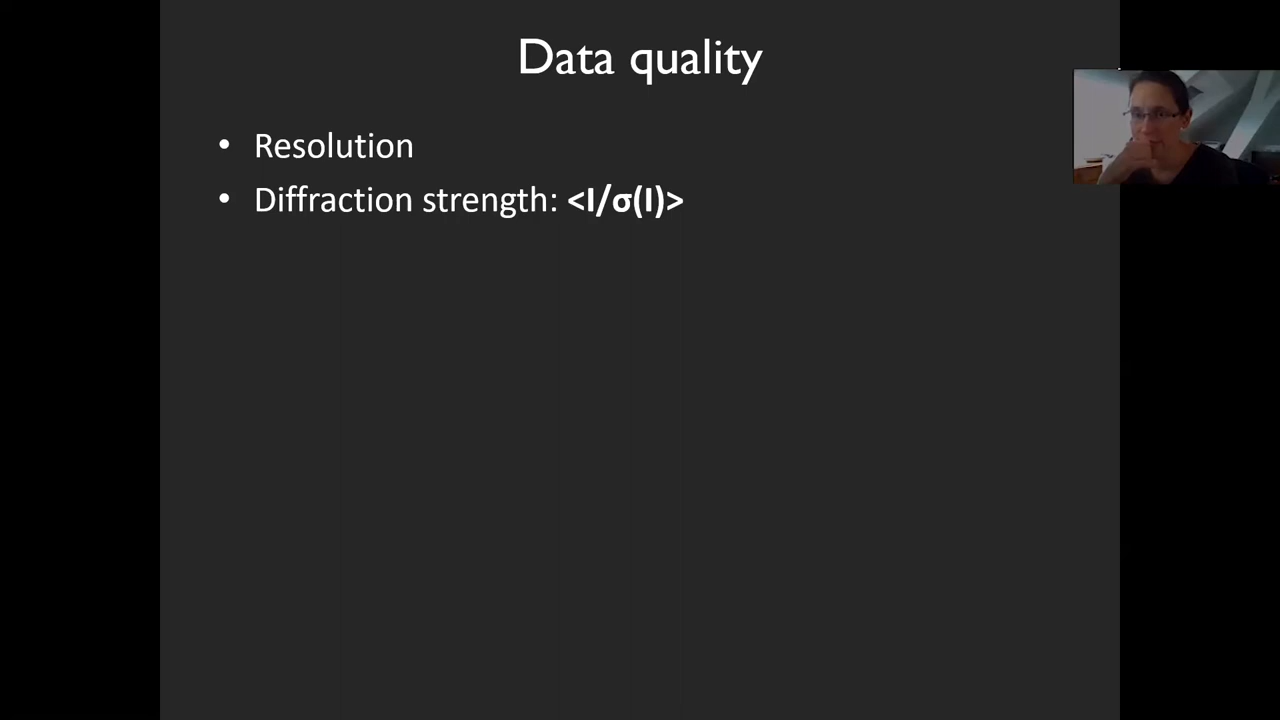 Data quality
• Resolution
• Diffraction strength: <I/σ(I)>